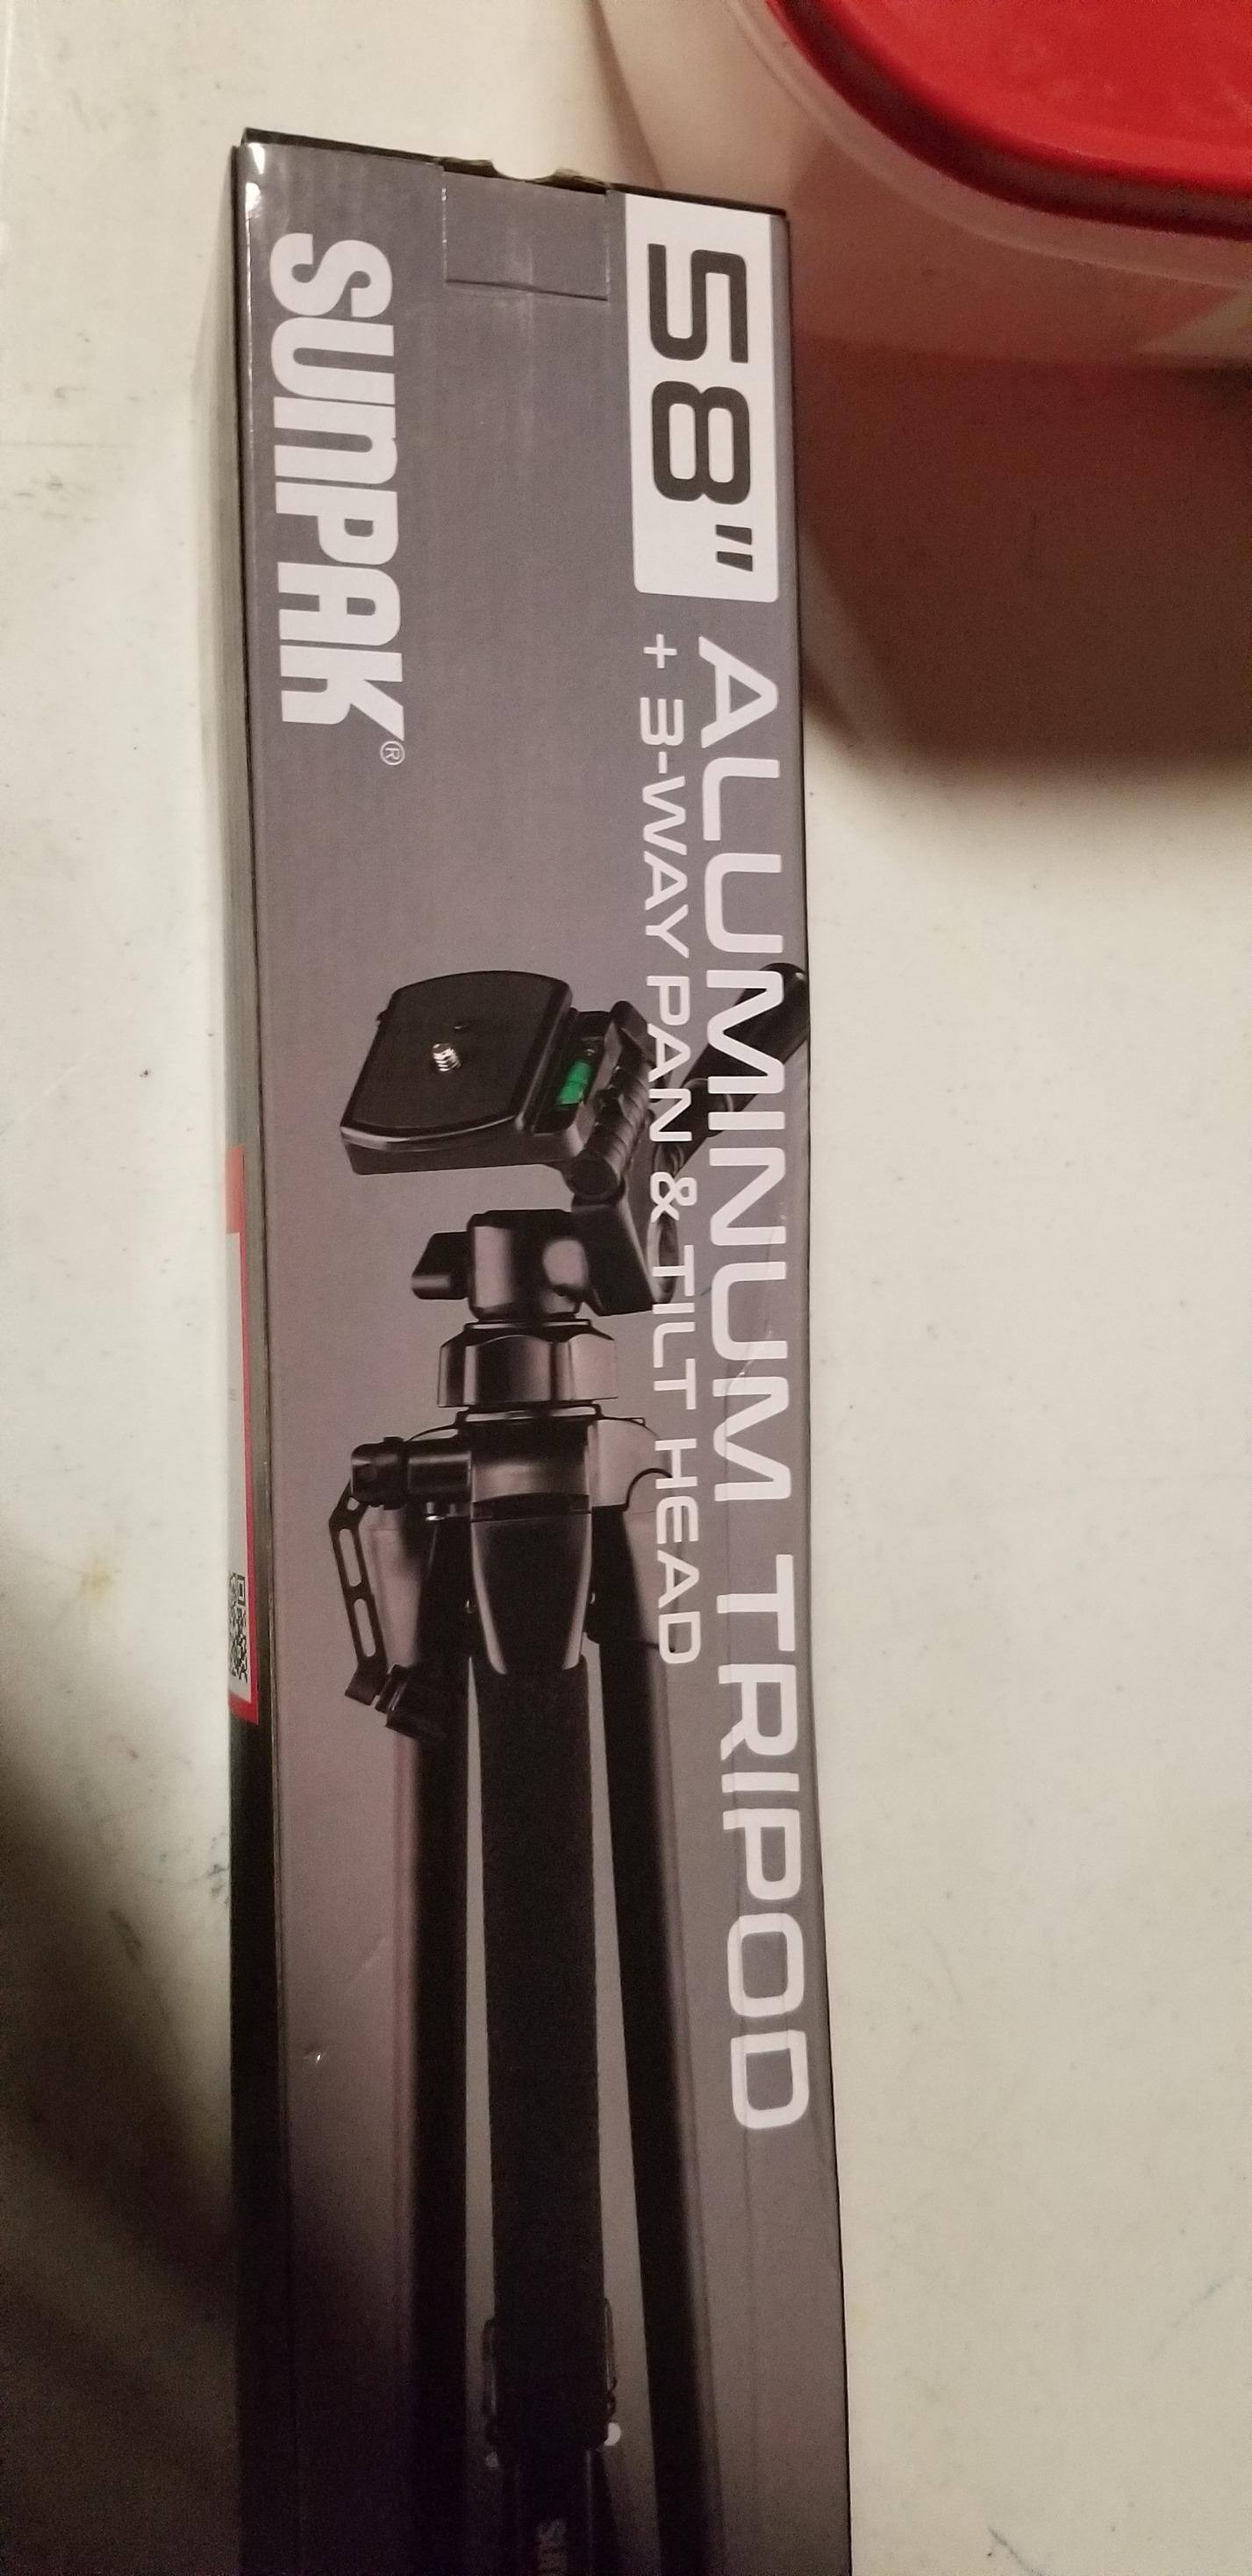 58" ALUMINUM TRIPOD
+ 3-WAY PAN & TILT HEAD
SUNPAK®